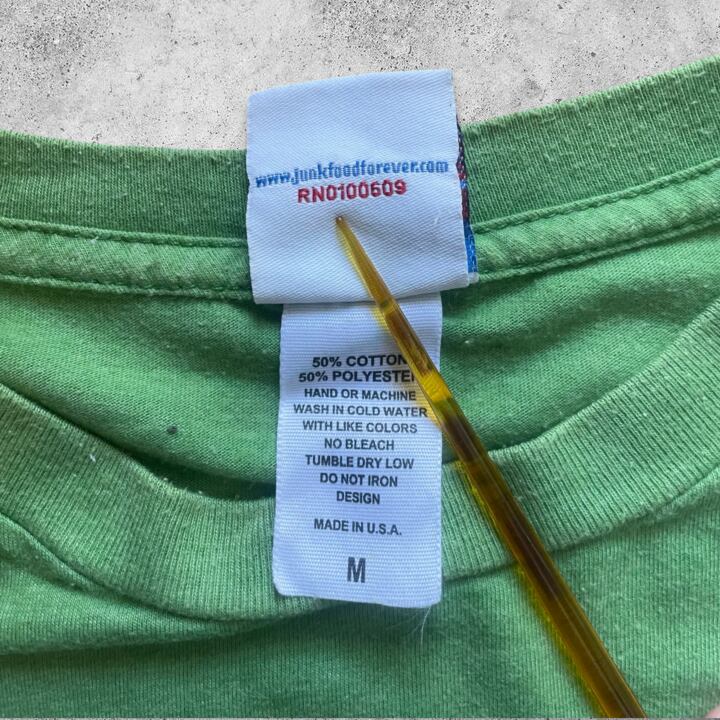 www.junkfoodforever.com
RN0100609
50% COTTON
50% POLYESTER
HAND OR MACHINE
WASH IN COLD WATER
WITH LIKE COLORS
NO BLEACH
TUMBLE DRY LOW
DO NOT IRON
DESIGN
MADE IN U.S.A.
M